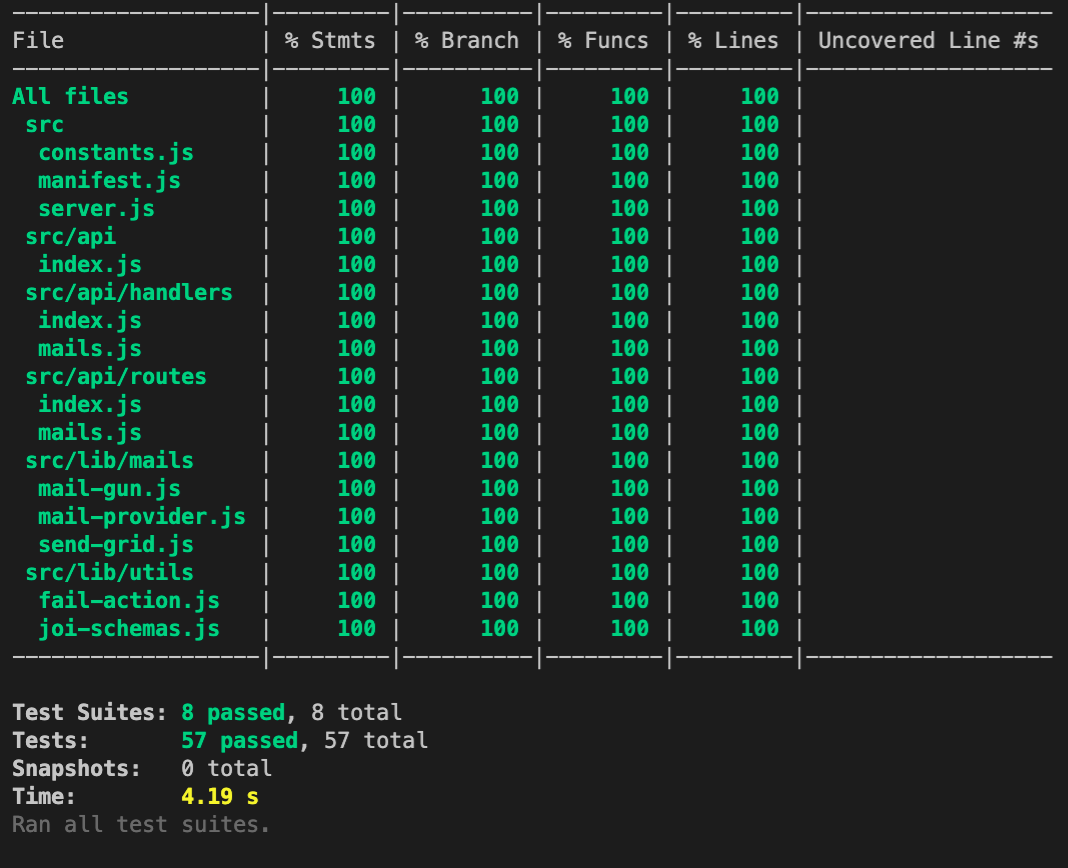 --------------------|---------|----------|---------|---------|-------------------
File                | % Stmts | % Branch | % Funcs | % Lines | Uncovered Line #s
--------------------|---------|----------|---------|---------|-------------------
All files           |     100 |      100 |     100 |     100 |
 src                |     100 |      100 |     100 |     100 |
  constants.js      |     100 |      100 |     100 |     100 |
  manifest.js       |     100 |      100 |     100 |     100 |
  server.js         |     100 |      100 |     100 |     100 |
 src/api            |     100 |      100 |     100 |     100 |
  index.js          |     100 |      100 |     100 |     100 |
 src/api/handlers   |     100 |      100 |     100 |     100 |
  index.js          |     100 |      100 |     100 |     100 |
  mails.js          |     100 |      100 |     100 |     100 |
 src/api/routes     |     100 |      100 |     100 |     100 |
  index.js          |     100 |      100 |     100 |     100 |
  mails.js          |     100 |      100 |     100 |     100 |
 src/lib/mails      |     100 |      100 |     100 |     100 |
  mail-gun.js       |     100 |      100 |     100 |     100 |
  mail-provider.js  |     100 |      100 |     100 |     100 |
  send-grid.js      |     100 |      100 |     100 |     100 |
 src/lib/utils      |     100 |      100 |     100 |     100 |
  fail-action.js    |     100 |      100 |     100 |     100 |
  joi-schemas.js    |     100 |      100 |     100 |     100 |
--------------------|---------|----------|---------|---------|-------------------
Test Suites: 8 passed, 8 total
Tests:       57 passed, 57 total
Snapshots:   0 total
Time:        4.19 s
Ran all test suites.